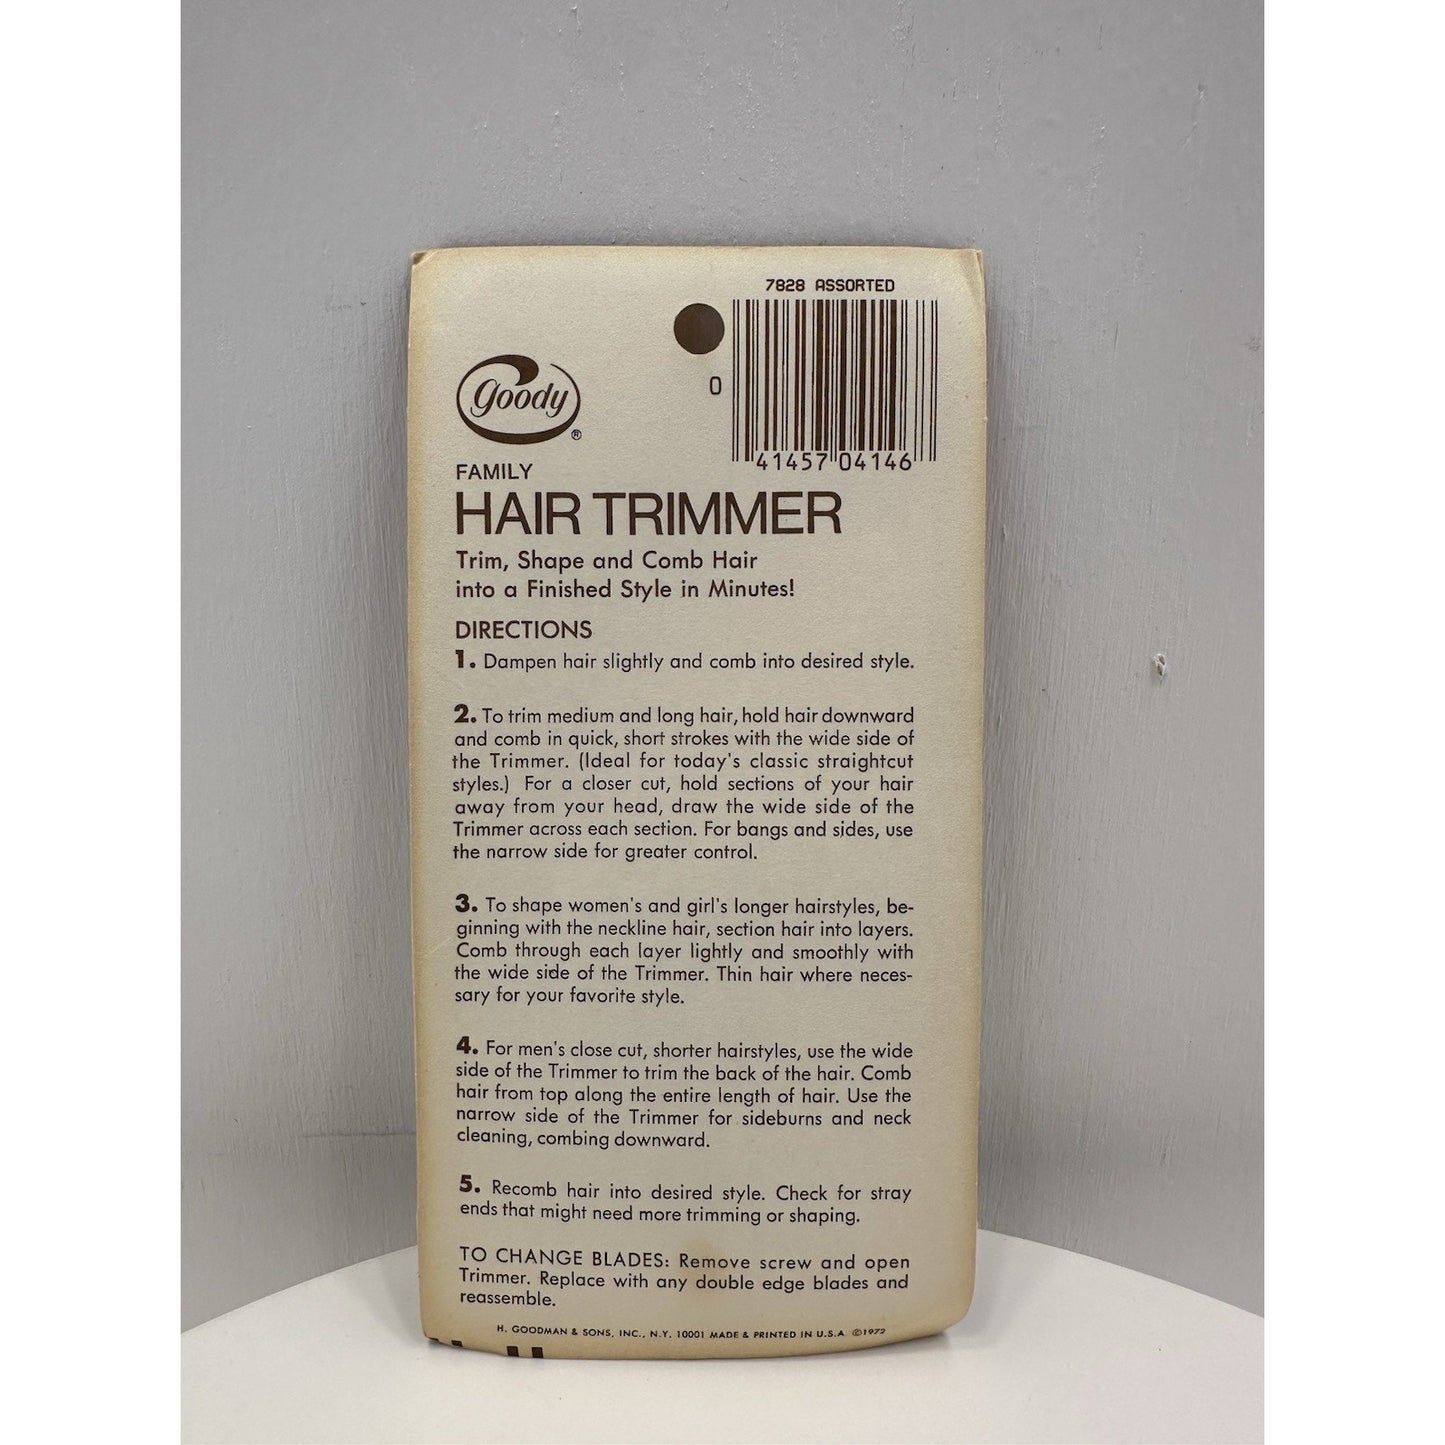 7828 ASSORTED
0
41457 04146
goody
®
FAMILY
HAIR TRIMMER
Trim, Shape and Comb Hair
into a Finished Style in Minutes!
DIRECTIONS
1. Dampen hair slightly and comb into desired style.
2. To trim medium and long hair, hold hair downward
and comb in quick, short strokes with the wide side of
the Trimmer. (Ideal for today's classic straightcut
styles.) For a closer cut, hold sections of your hair
away from your head, draw the wide side of the
Trimmer across each section. For bangs and sides, use
the narrow side for greater control.
3. To shape women's and girl's longer hairstyles, be-
ginning with the neckline hair, section hair into layers.
Comb through each layer lightly and smoothly with
the wide side of the Trimmer. Thin hair where neces-
sary for your favorite style.
4. For men's close cut, shorter hairstyles, use the wide
side of the Trimmer to trim the back of the hair. Comb
hair from top along the entire length of hair. Use the
narrow side of the Trimmer for sideburns and neck
cleaning, combing downward.
5. Recomb hair into desired style. Check for stray
ends that might need more trimming or shaping.
TO CHANGE BLADES: Remove screw and open
Trimmer. Replace with any double edge blades and
reassemble.
H. GOODMAN & SONS, INC., N.Y. 10001 MADE & PRINTED IN U.S.A. ©1972